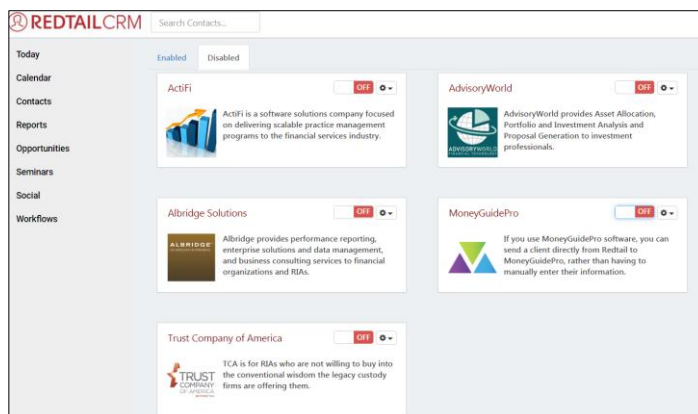 REDTAILCRM
Search Contacts...
Today
Calendar
Contacts
Reports
Opportunities
Seminars
Social
Workflows
Enabled
Disabled
ActiFi
OFF
ActiFi is a software solutions company focused
on delivering scalable practice management
programs to the financial services industry.
AdvisoryWorld
OFF
ADVISORYWORLD
AdvisoryWorld provides Asset Allocation,
Portfolio and Investment Analysis and
Proposal Generation to investment
professionals.
Albridge Solutions
OFF
ALBRIDGE
Albridge provides performance reporting,
enterprise solutions and data management,
and business consulting services to financial
organizations and RIAs.
MoneyGuidePro
OFF
If you use MoneyGuidePro software, you can
send a client directly from Redtail to
MoneyGuidePro, rather than having to
manually enter their information.
Trust Company of America
OFF
TRUST
COMPANY
OF AMERICA
TCA is for RIAs who are not willing to buy into
the conventional wisdom the legacy custody
firms are offering them.